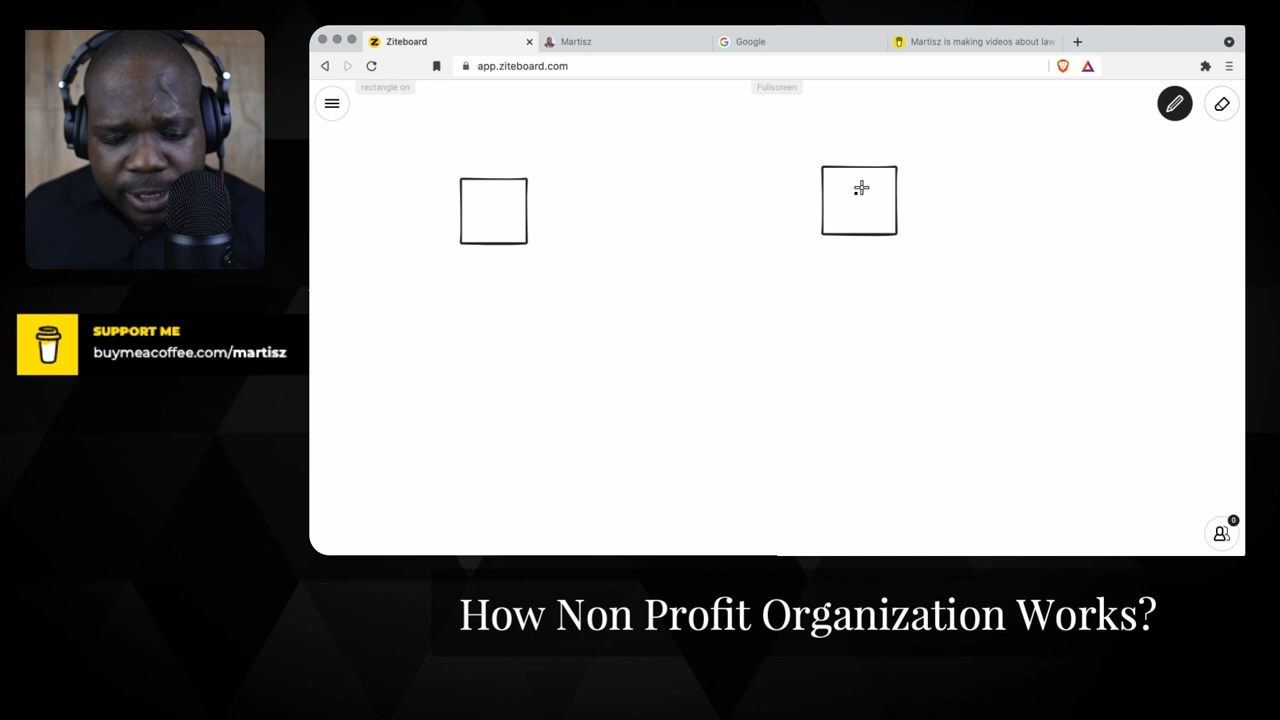 Ziteboard
Martisz
Google
Martisz is making videos about law
app.ziteboard.com
rectangle on
Fullscreen
SUPPORT ME
buymeacoffee.com/martisz
0
How Non Profit Organization Works?